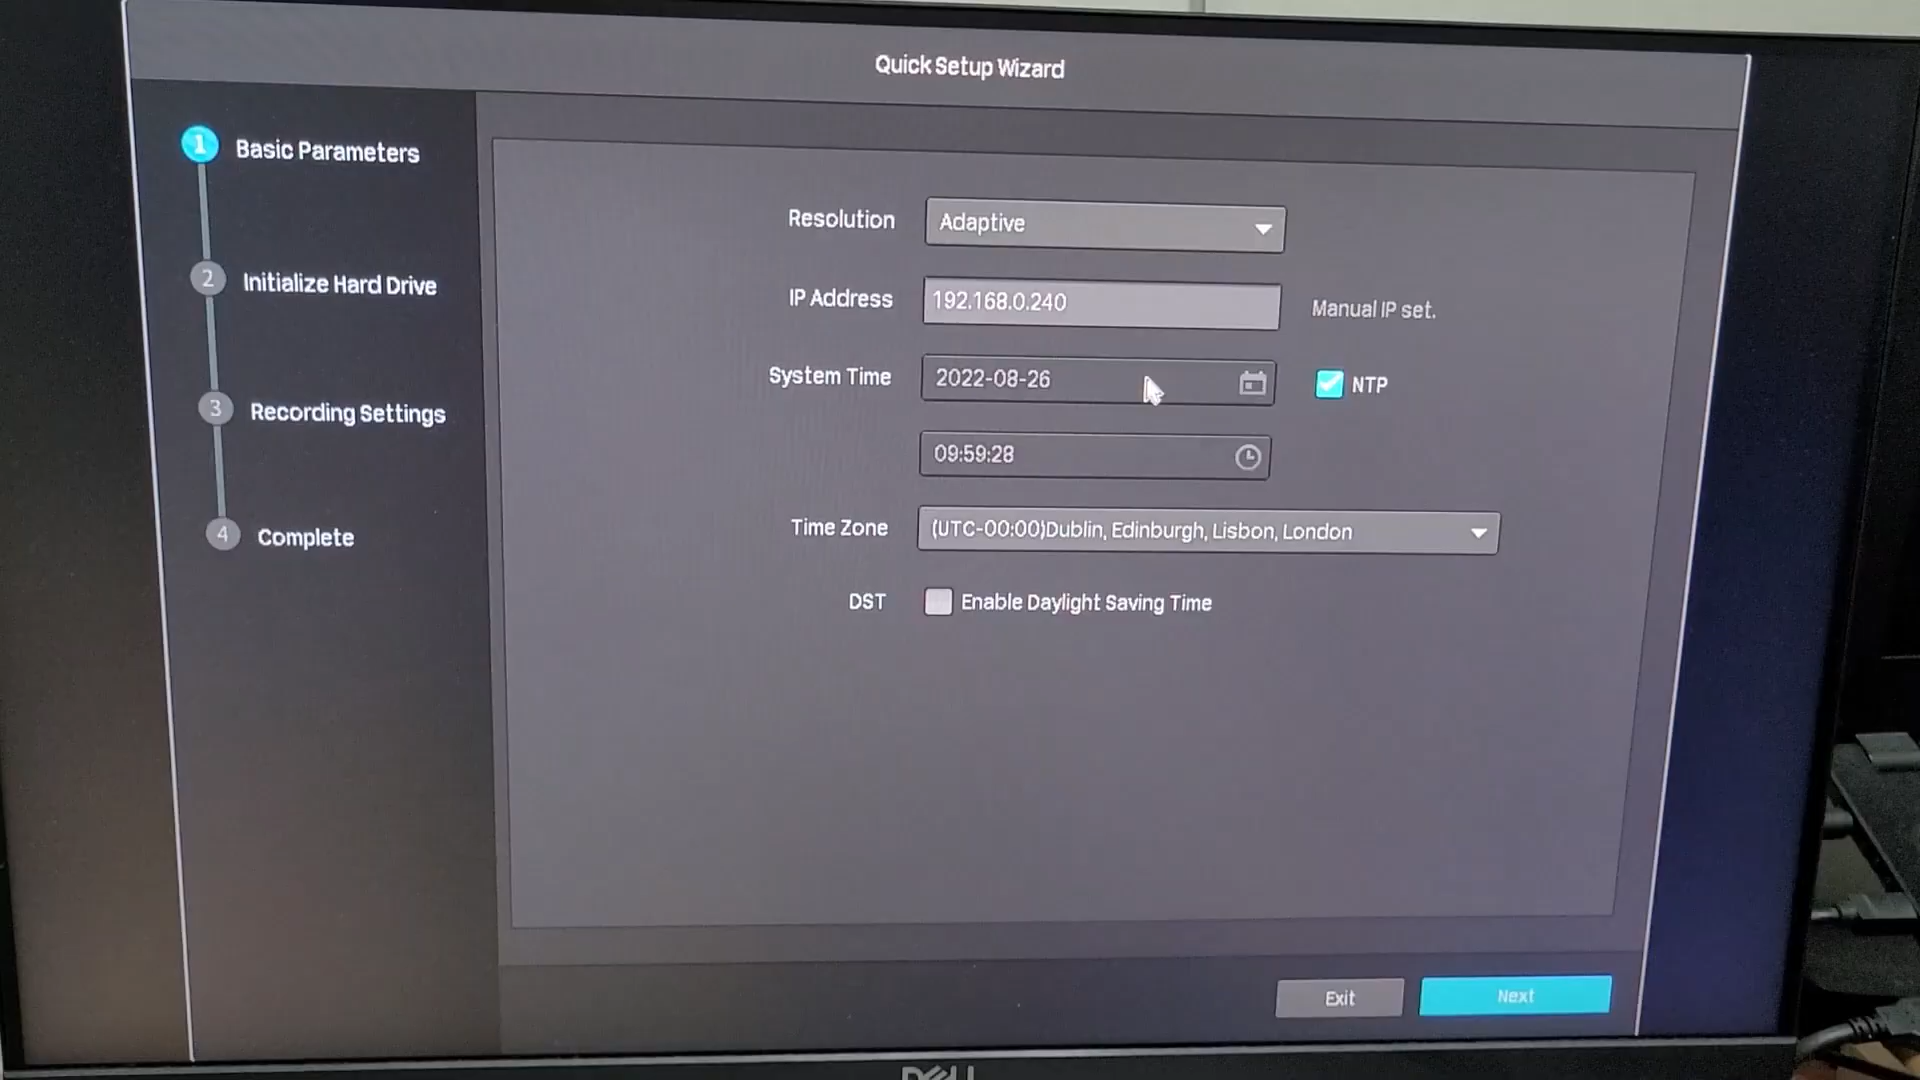 Quick Setup Wizard
1 Basic Parameters
2 Initialize Hard Drive
3 Recording Settings
4 Complete
Resolution Adaptive
IP Address 192.168.0.240 Manual IP set.
System Time 2022-08-26 NTP
09:59:28
Time Zone (UTC-00:00)Dublin, Edinburgh, Lisbon, London
DST Enable Daylight Saving Time
Exit Next
DELL